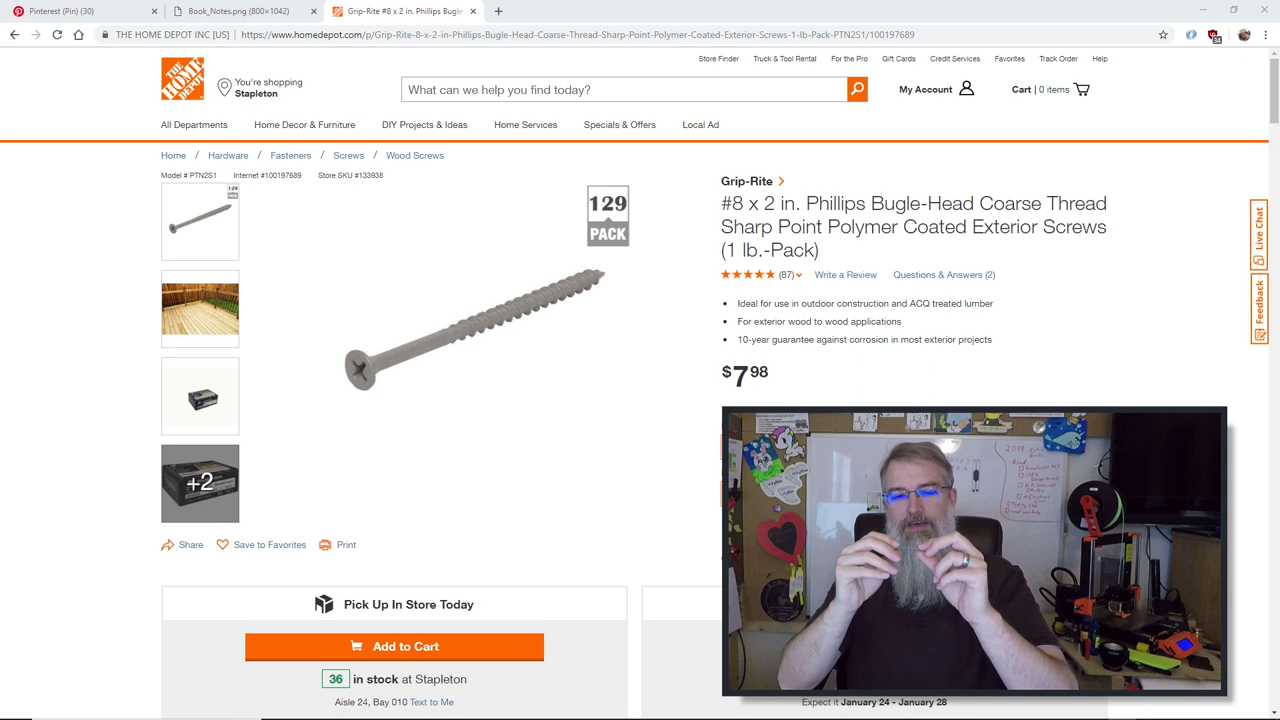 Pinterest (Pin) (30)
Book_Notes.png (800×1042)
Grip-Rite #8 x 2 in. Phillips Bugle
THE HOME DEPOT INC [US]
https://www.homedepot.com/p/Grip-Rite-8-x-2-in-Phillips-Bugle-Head-Coarse-Thread-Sharp-Point-Polymer-Coated-Exterior-Screws-1-lb-Pack-PTN2S1/100197689
Store Finder
Truck & Tool Rental
For the Pro
Gift Cards
Credit Services
Favorites
Track Order
Help
THE HOME DEPOT
You're shopping
Stapleton
What can we help you find today?
My Account
Cart | 0 items
All Departments
Home Decor & Furniture
DIY Projects & Ideas
Home Services
Specials & Offers
Local Ad
Home / Hardware / Fasteners / Screws / Wood Screws
Model # PTN2S1
Internet #100197689
Store SKU #133938
129
PACK
Grip-Rite
#8 x 2 in. Phillips Bugle-Head Coarse Thread
Sharp Point Polymer Coated Exterior Screws
(1 lb.-Pack)
(87)
Write a Review
Questions & Answers (2)
Ideal for use in outdoor construction and ACQ treated lumber
For exterior wood to wood applications
10-year guarantee against corrosion in most exterior projects
$7 98
Live Chat
Feedback
+2
Share
Save to Favorites
Print
2019
Pick Up In Store Today
Add to Cart
36 in stock at Stapleton
Aisle 24, Bay 010 Text to Me
Expect it January 24 - January 28